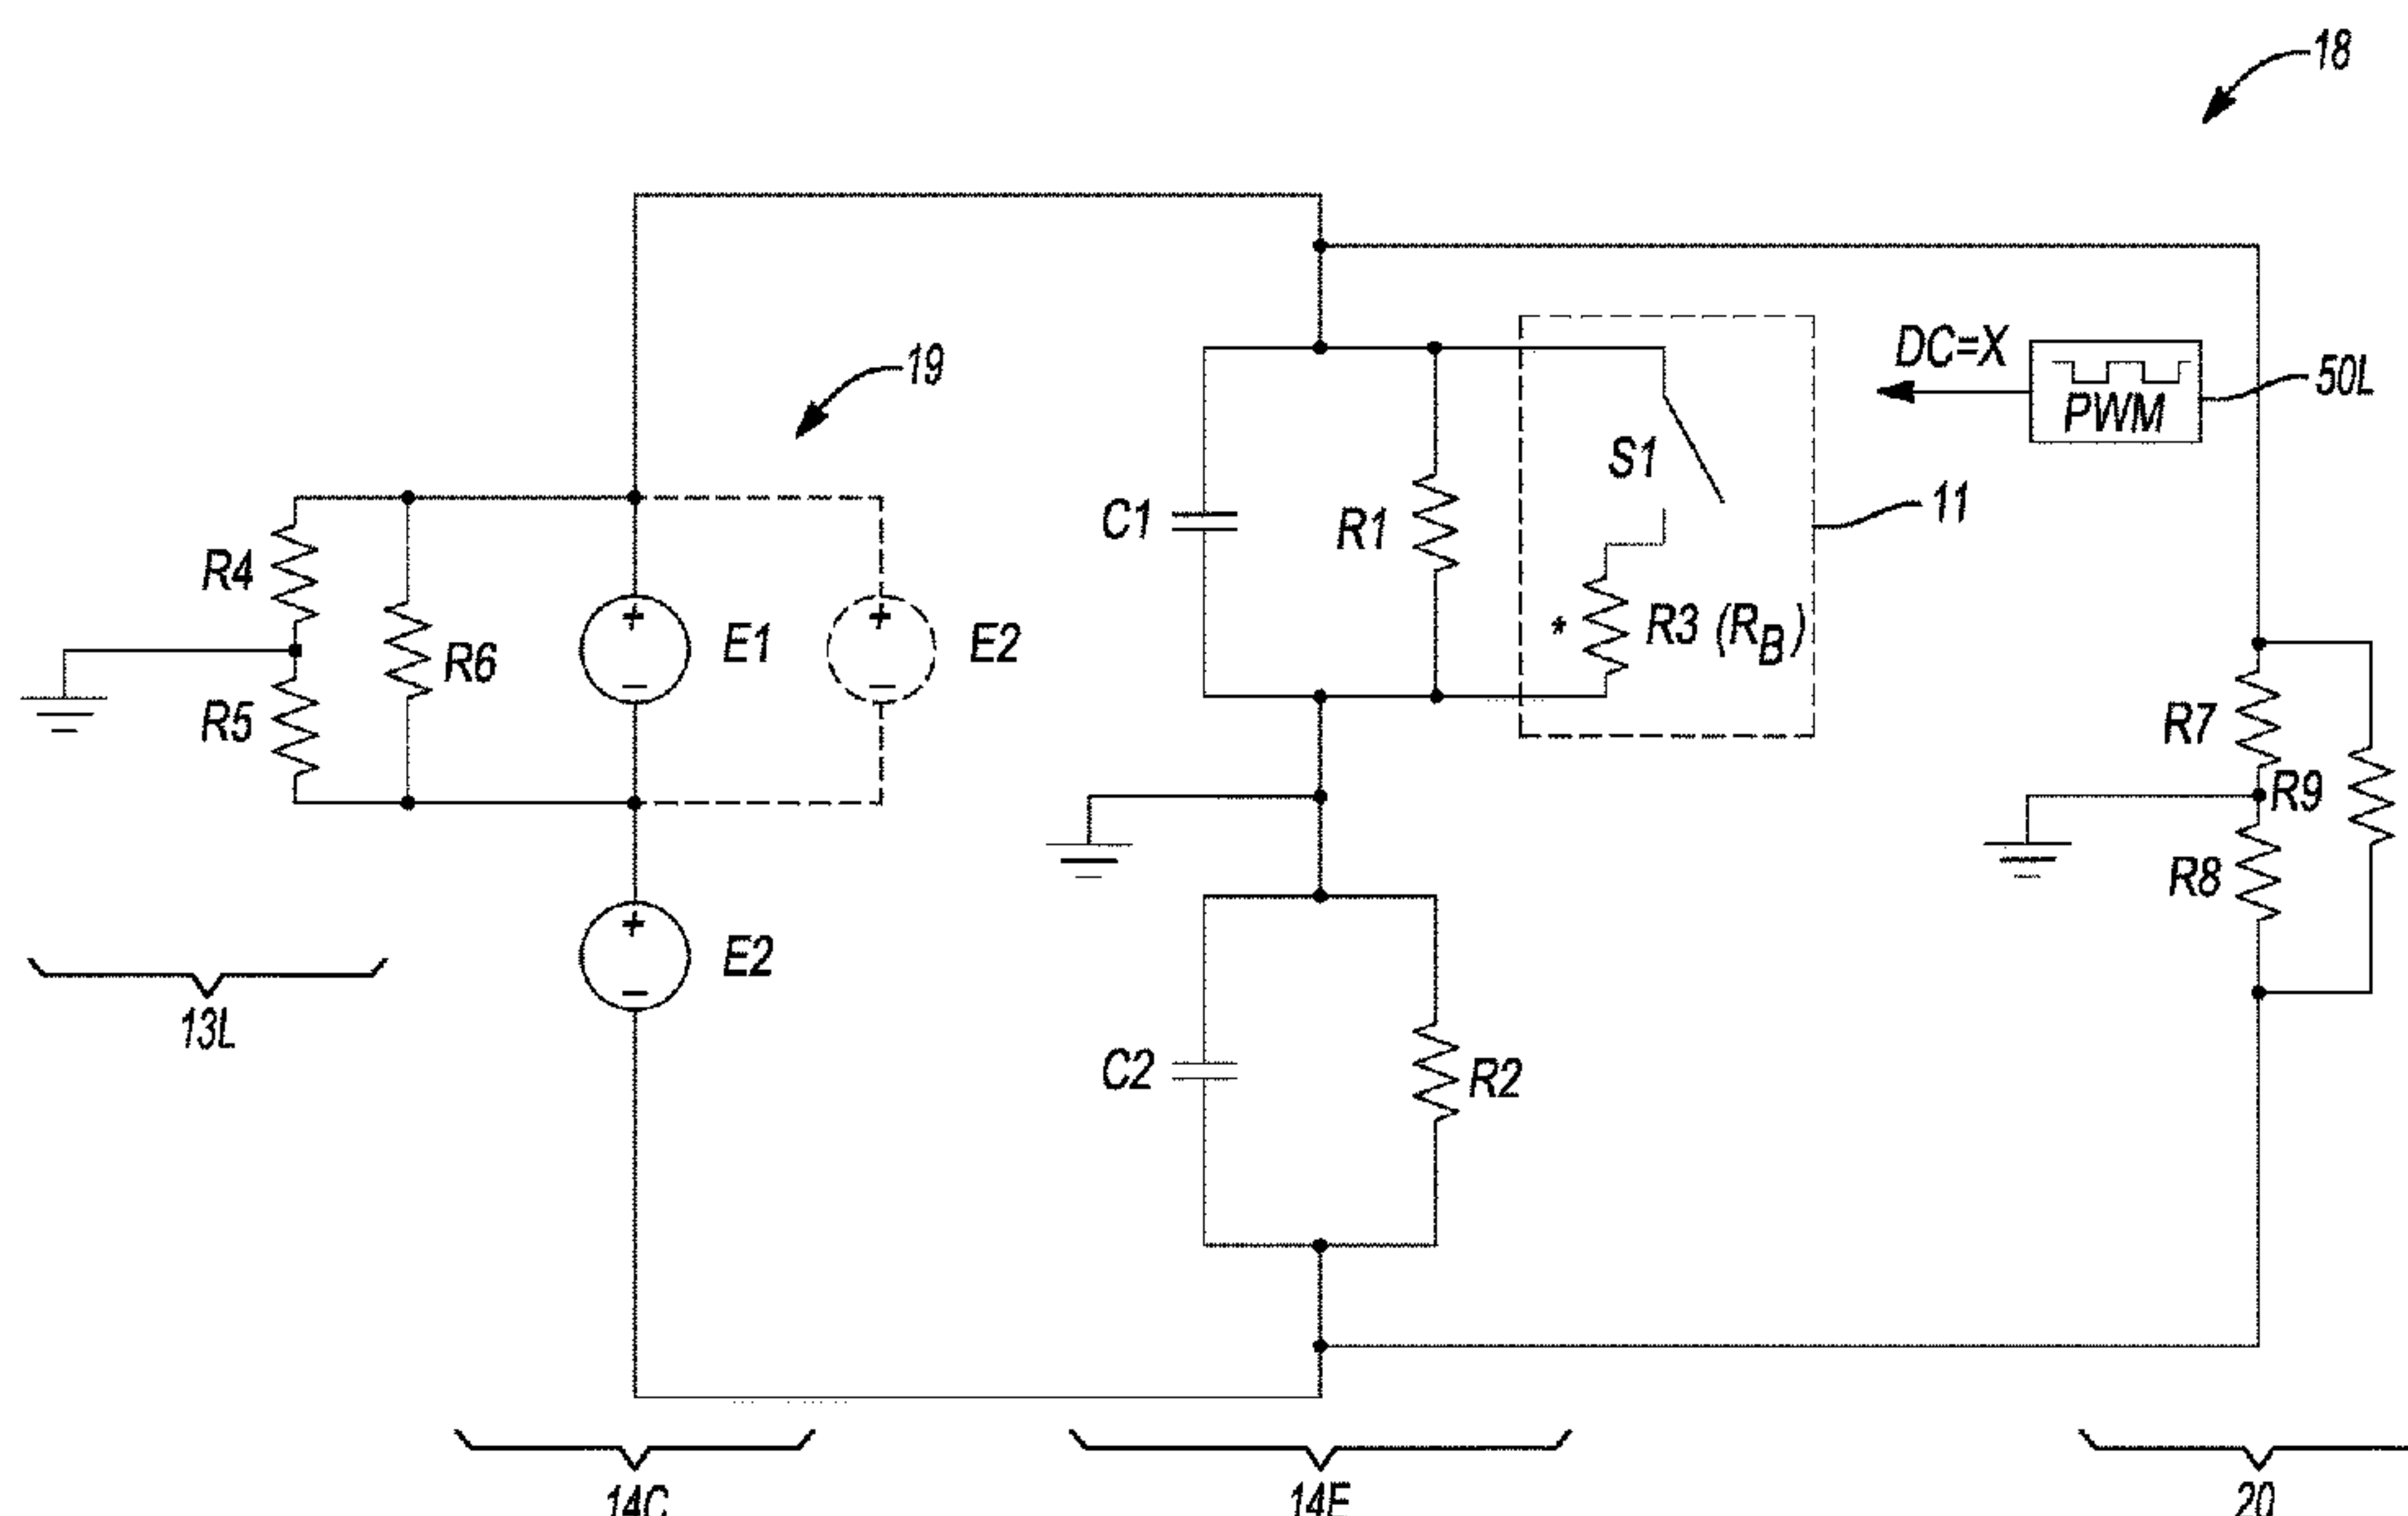 18
19
DC=X
PWM
50L
S1
11
C1
R1
R4
R3 (RB)
*
+
E1
−
+
E2
−
R6
R5
R7
R9
R8
+
E2
−
13L
C2
R2
14C
14E
20